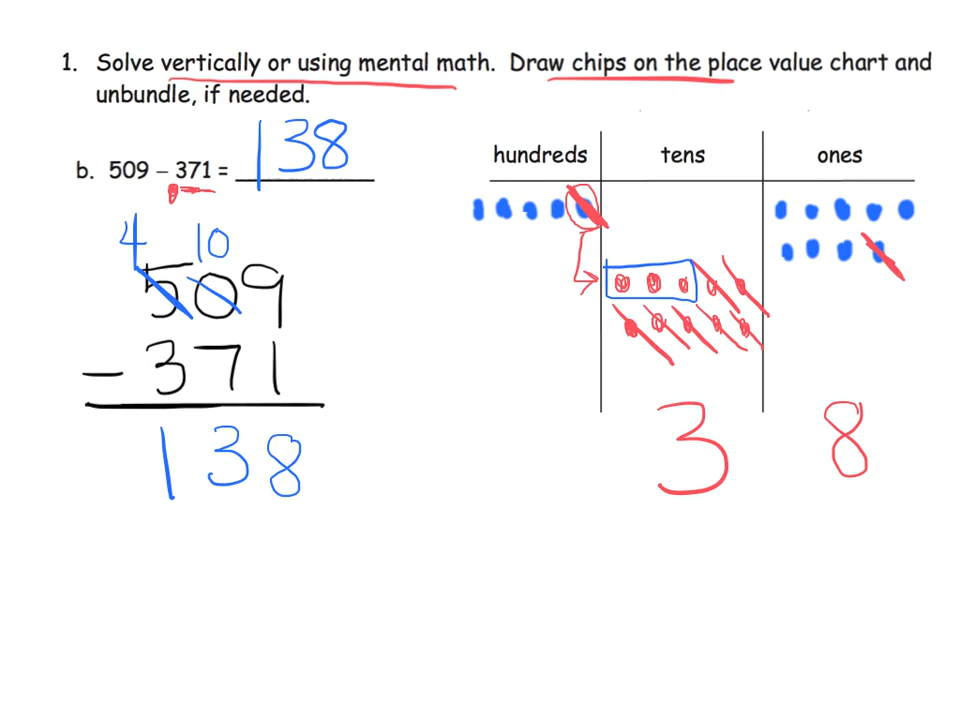 1. Solve vertically or using mental math. Draw chips on the place value chart and
unbundle, if needed.
b. 509 – 371 = 138
hundreds tens ones
4 10
509
- 371
138
3 8